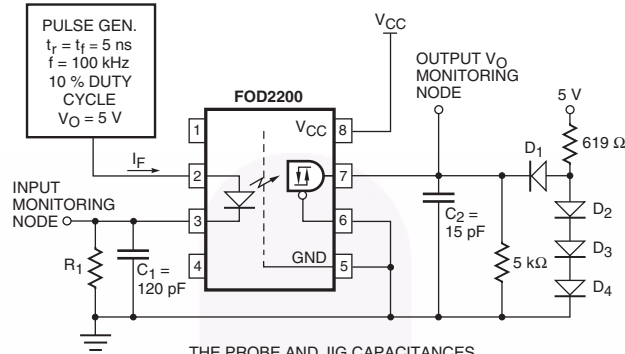 PULSE GEN.
t_r = t_f = 5 ns
f = 100 kHz
10 % DUTY
CYCLE
V_O = 5 V
I_F
INPUT
MONITORING
NODE
R_1
C_1 =
120 pF
FOD2200
1
2
3
4
V_CC
8
7
6
GND
5
V_CC
OUTPUT V_O
MONITORING
NODE
C_2 =
15 pF
5 kΩ
D_1
5 V
619 Ω
D_2
D_3
D_4
THE PROBE AND JIG CAPACITANCES